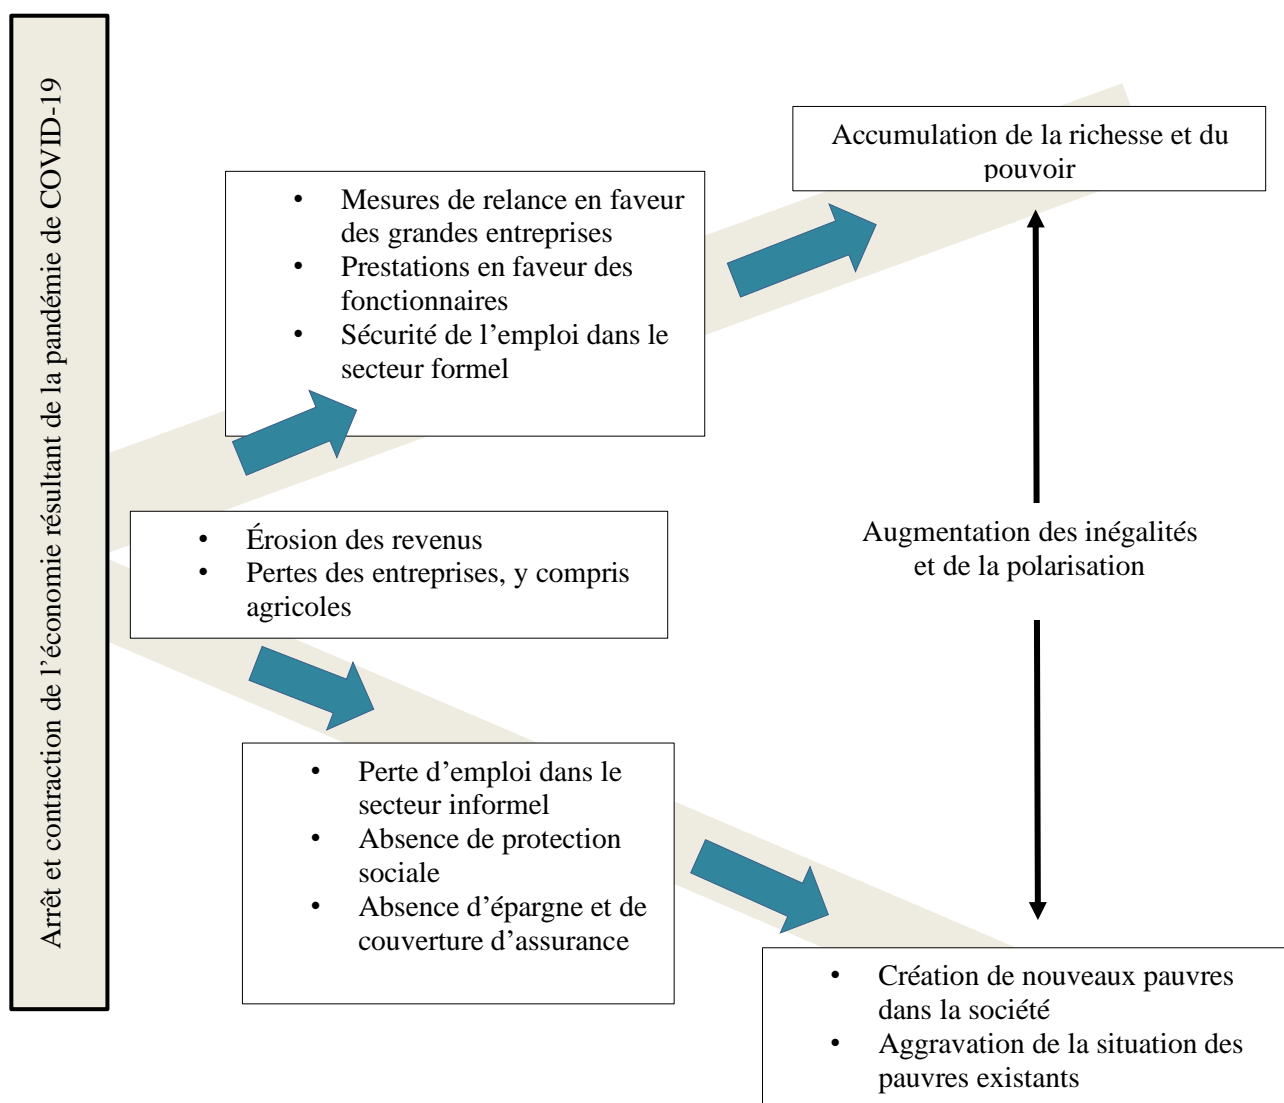 Arrêt et contraction de l’économie résultant de la pandémie de COVID-19
Accumulation de la richesse et du
pouvoir
• Mesures de relance en faveur
des grandes entreprises
• Prestations en faveur des
fonctionnaires
• Sécurité de l’emploi dans le
secteur formel
• Érosion des revenus
• Pertes des entreprises, y compris
agricoles
Augmentation des inégalités
et de la polarisation
• Perte d’emploi dans le
secteur informel
• Absence de protection
sociale
• Absence d’épargne et de
couverture d’assurance
• Création de nouveaux pauvres
dans la société
• Aggravation de la situation des
pauvres existants